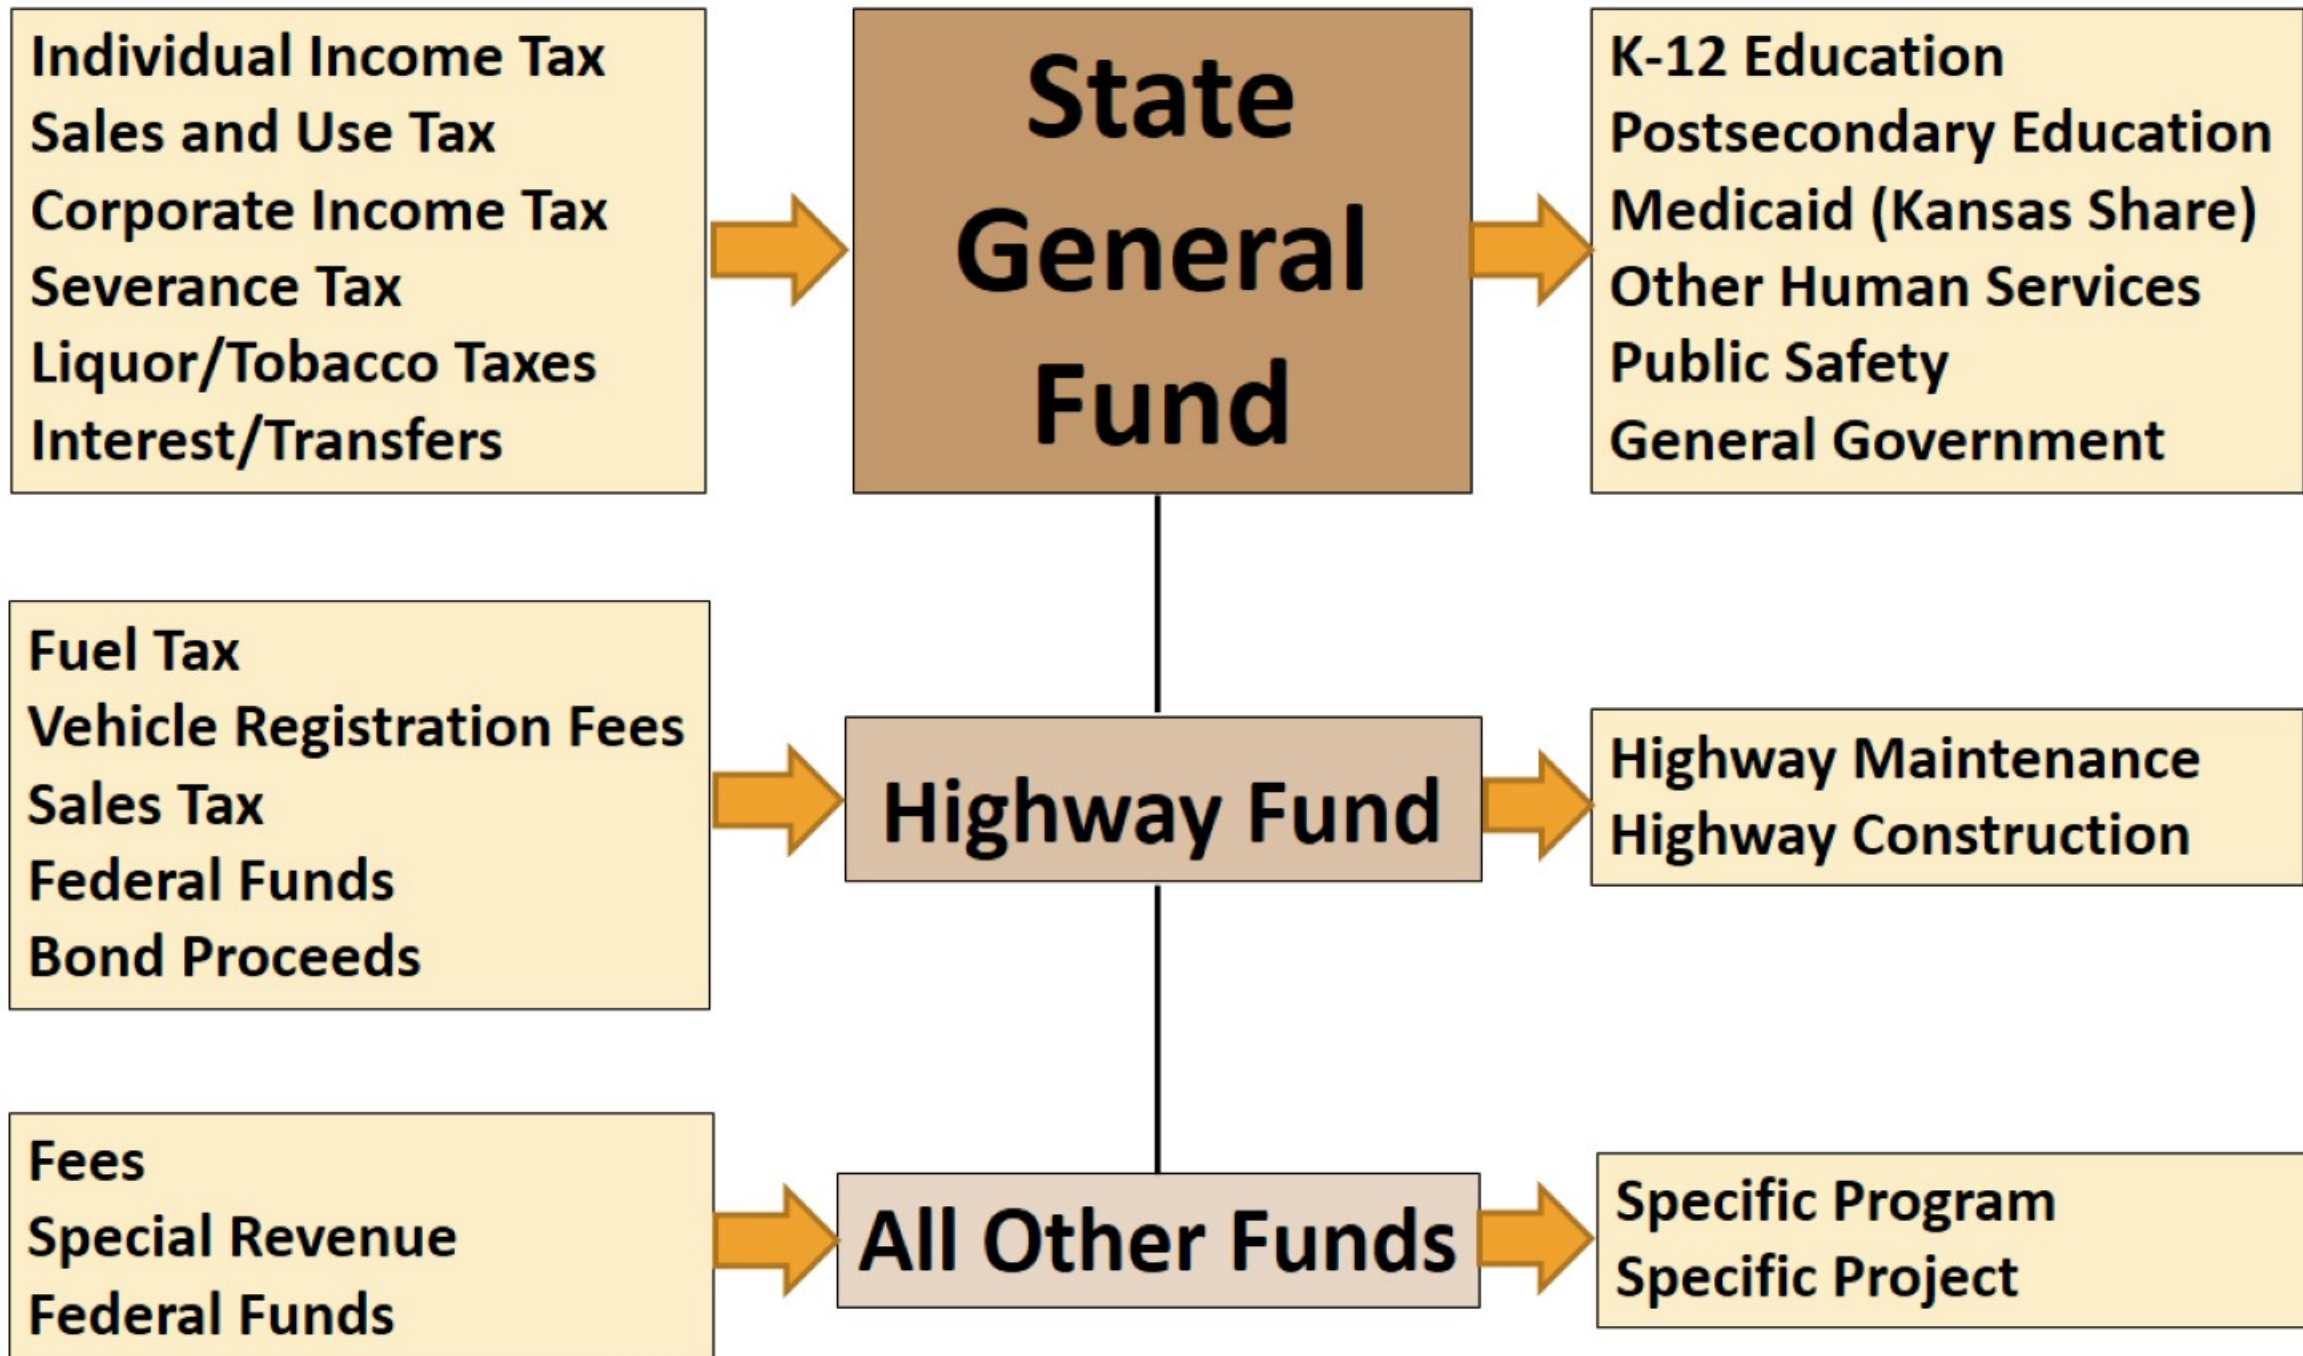 Individual Income Tax
Sales and Use Tax
Corporate Income Tax
Severance Tax
Liquor/Tobacco Taxes
Interest/Transfers
State
General
Fund
K-12 Education
Postsecondary Education
Medicaid (Kansas Share)
Other Human Services
Public Safety
General Government
Fuel Tax
Vehicle Registration Fees
Sales Tax
Federal Funds
Bond Proceeds
Highway Fund
Highway Maintenance
Highway Construction
Fees
Special Revenue
Federal Funds
All Other Funds
Specific Program
Specific Project